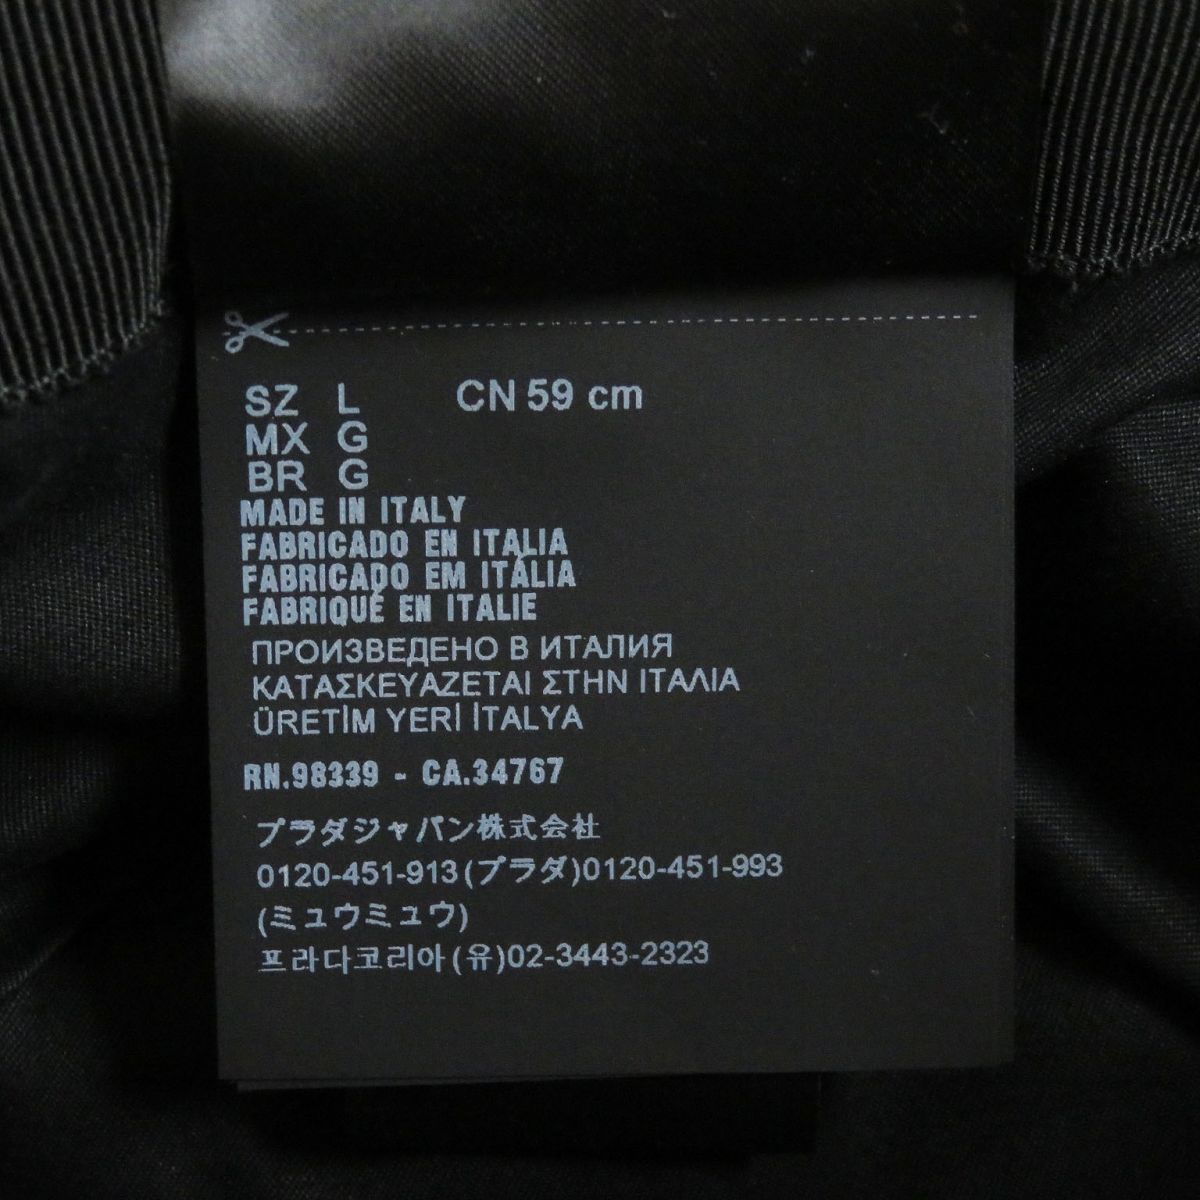 SZ L CN 59 cm
MX G
BR G
MADE IN ITALY
FABRICADO EN ITALIA
FABRICADO EM ITÁLIA
FABRIQUÉ EN ITALIE
ПРОИЗВЕДЕНО В ИТАЛИЯ
ΚΑΤΑΣΚΕΥΑΖΕΤΑΙ ΣΤΗΝ ΙΤΑΛΙΑ
ÜRETİM YERİ İTALYA
RN.98339 - CA.34767
プラダジャパン株式会社
0120-451-913(プラダ)0120-451-993
(ミュウミュウ)
프라다코리아(유)02-3443-2323